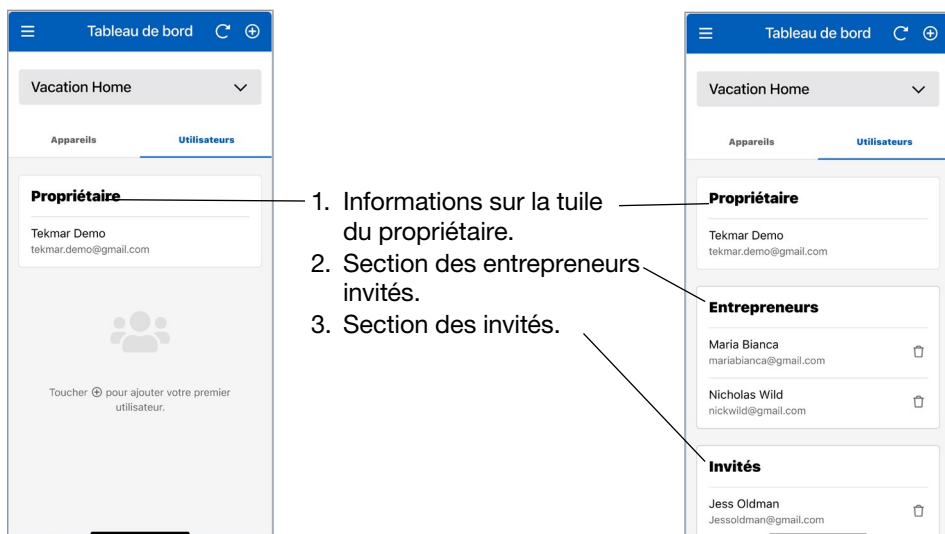 Tableau de bord
Vacation Home
Appareils
Utilisateurs
Propriétaire
Tekmar Demo
tekmar.demo@gmail.com
Toucher ⊕ pour ajouter votre premier
utilisateur.
1. Informations sur la tuile
du propriétaire.
2. Section des entrepreneurs
invités.
3. Section des invités.
Tableau de bord
Vacation Home
Appareils
Utilisateurs
Propriétaire
Tekmar Demo
tekmar.demo@gmail.com
Entrepreneurs
Maria Bianca
mariabianca@gmail.com
Nicholas Wild
nickwild@gmail.com
Invités
Jess Oldman
Jessoldman@gmail.com